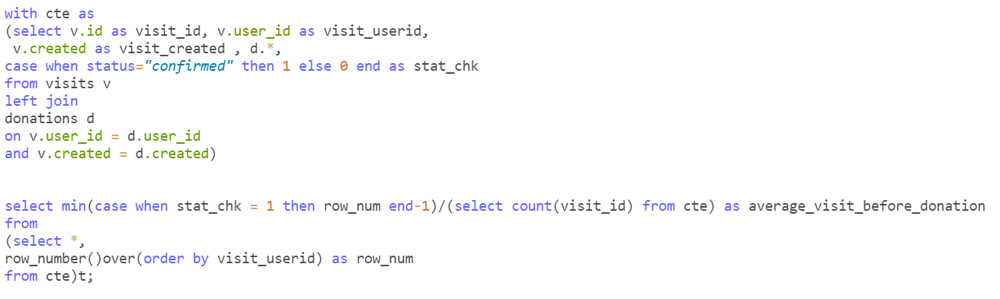 with cte as
(select v.id as visit_id, v.user_id as visit_userid,
v.created as visit_created , d.*,
case when status="confirmed" then 1 else 0 end as stat_chk
from visits v
left join
donations d
on v.user_id = d.user_id
and v.created = d.created)
select min(case when stat_chk = 1 then row_num end-1)/(select count(visit_id) from cte) as average_visit_before_donation
from
(select *,
row_number()over(order by visit_userid) as row_num
from cte)t;